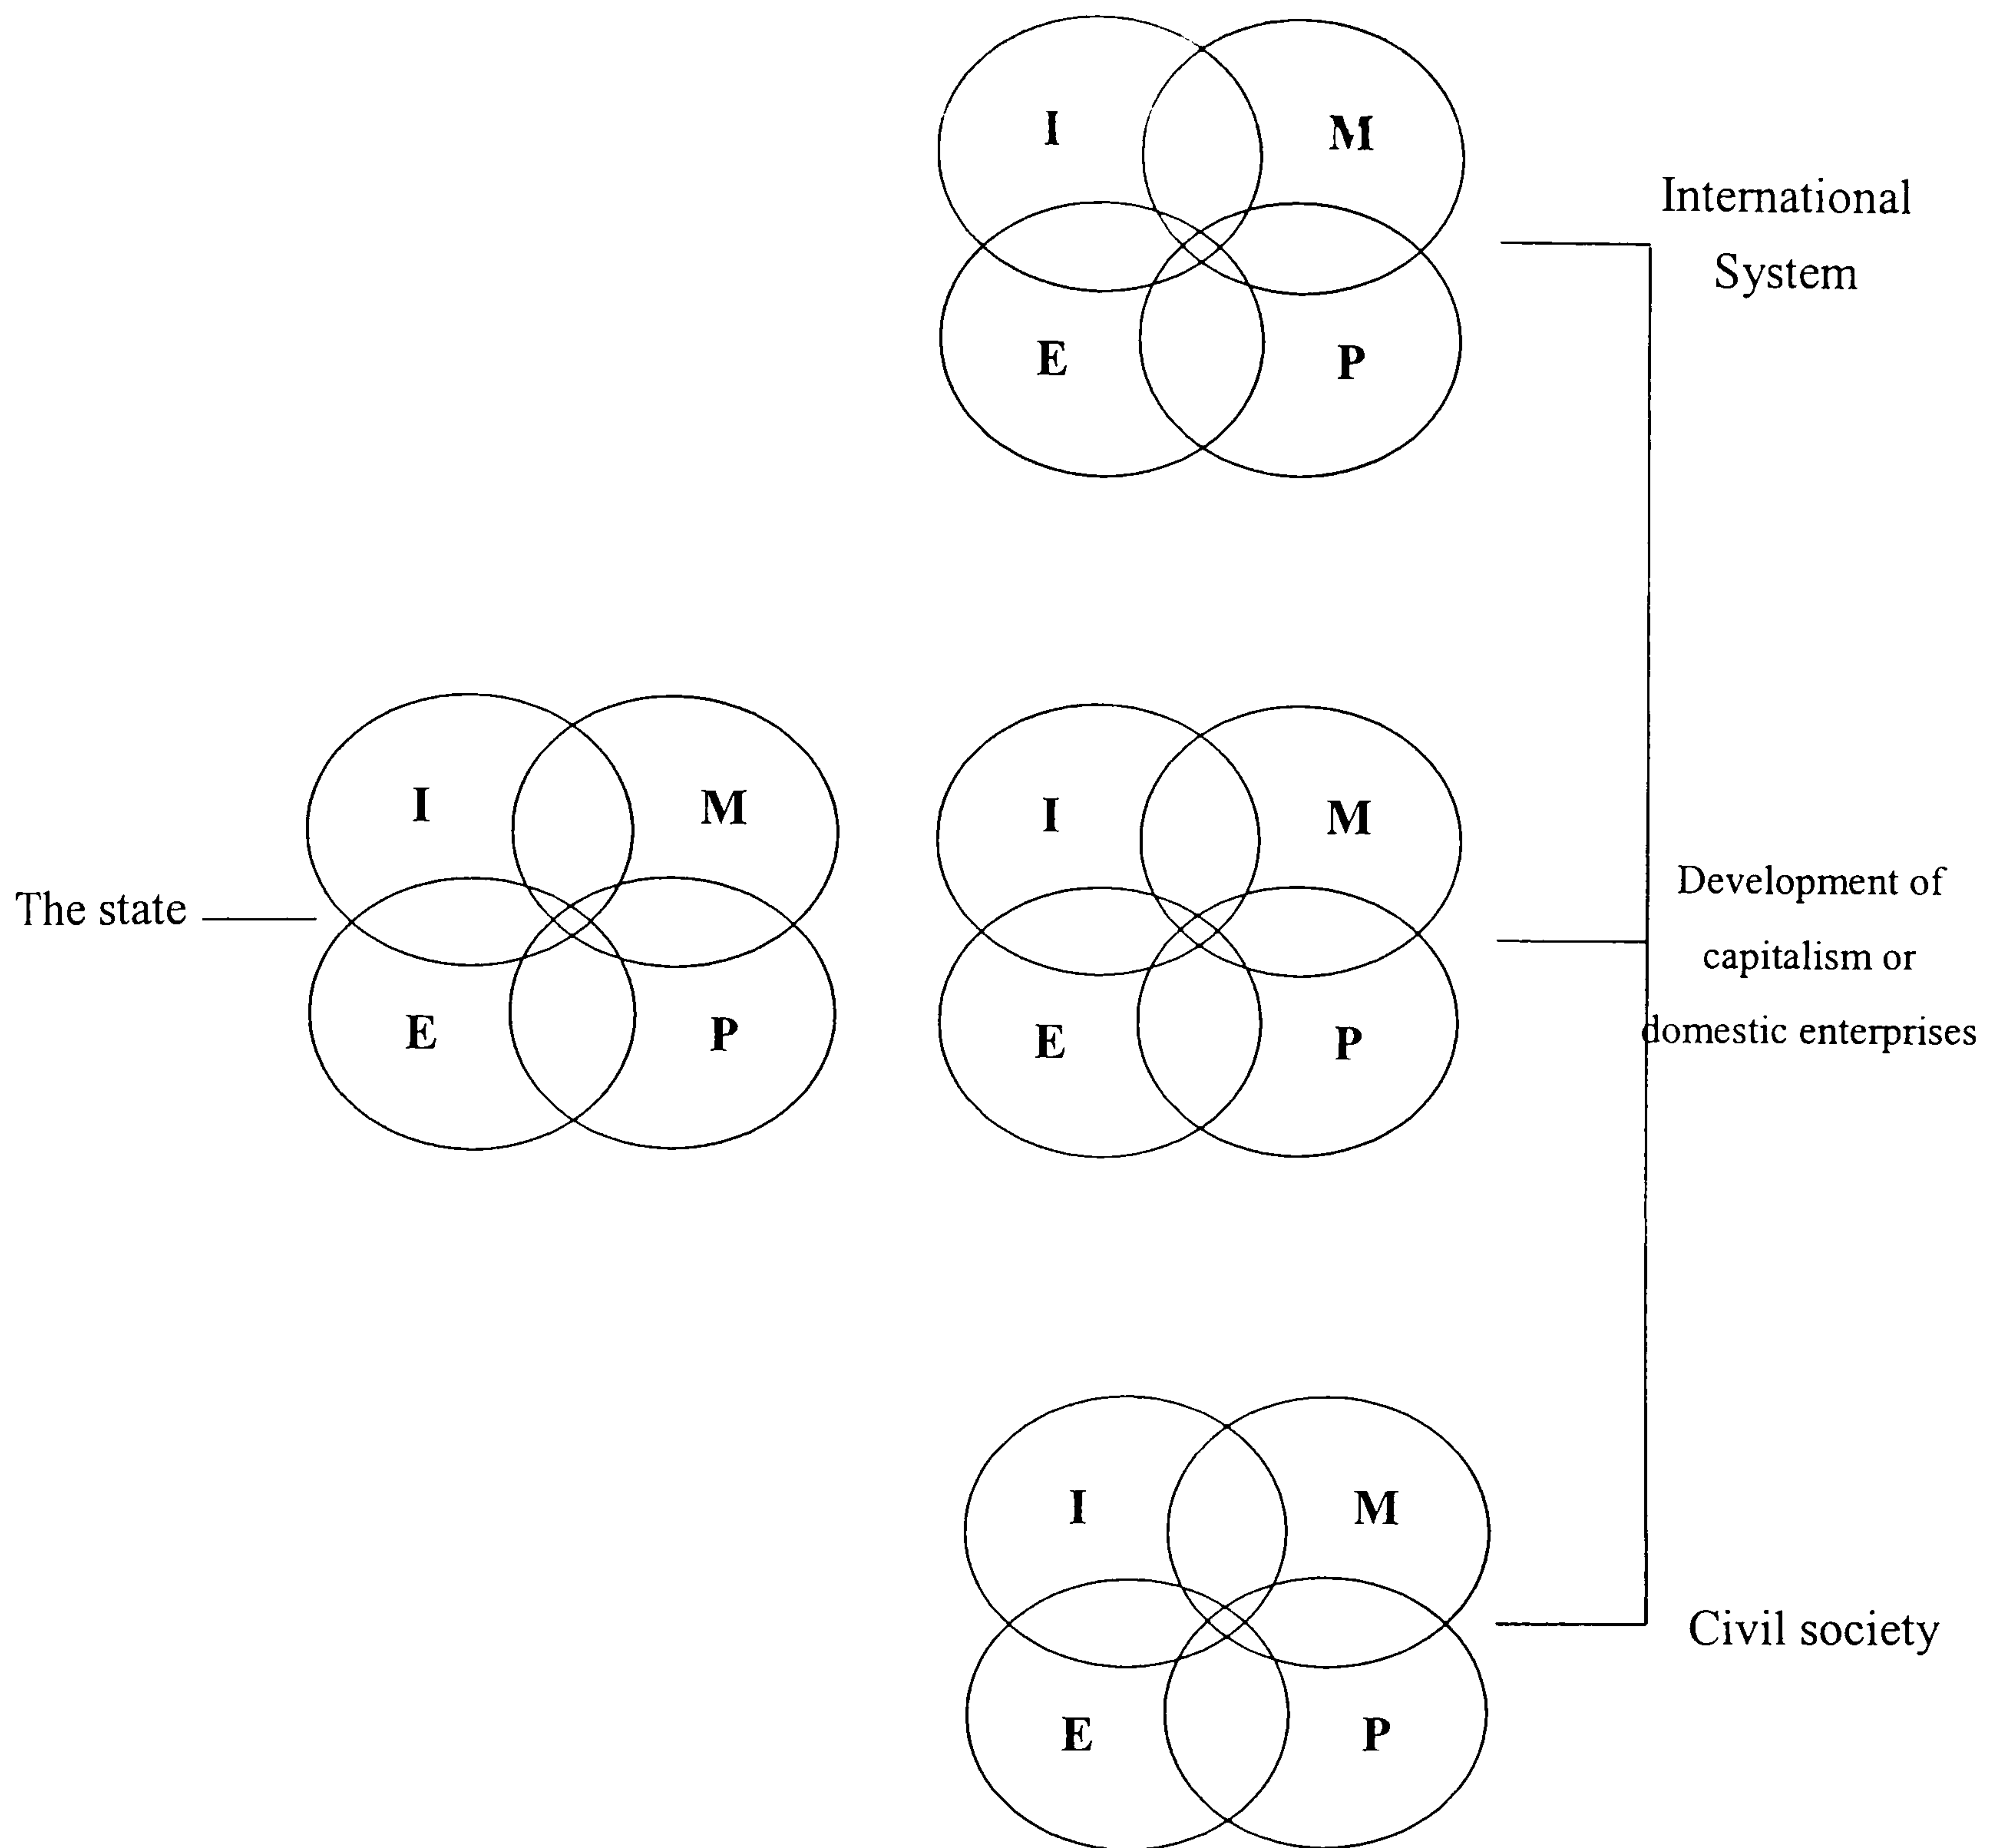 I M
International
System
E P
I M
I M
Development of
The state
capitalism or
domestic enterprises
E P
E P
I M
Civil society
E P